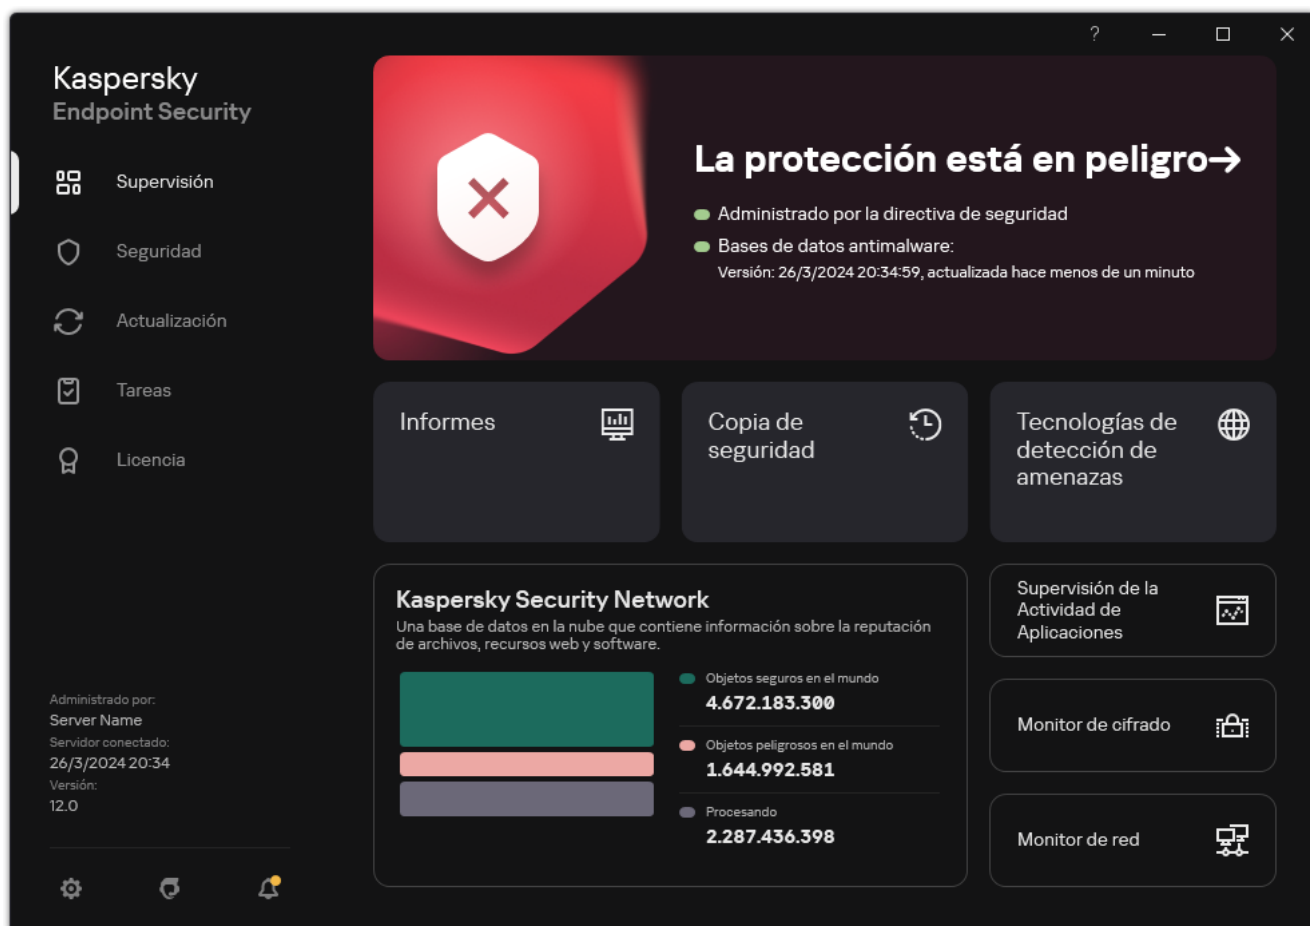 ?
Kaspersky
Endpoint Security
Supervisión
Seguridad
Actualización
Tareas
Licencia
Administrado por:
Server Name
Servidor conectado:
26/3/2024 20:34
Versión:
12.0
La protección está en peligro→
Administrado por la directiva de seguridad
Bases de datos antimalware:
Versión: 26/3/2024 20:34:59, actualizada hace menos de un minuto
Informes
Copia de
seguridad
Tecnologías de
detección de
amenazas
Kaspersky Security Network
Una base de datos en la nube que contiene información sobre la reputación
de archivos, recursos web y software.
Objetos seguros en el mundo
4.672.183.300
Objetos peligrosos en el mundo
1.644.992.581
Procesando
2.287.436.398
Supervisión de la
Actividad de
Aplicaciones
Monitor de cifrado
Monitor de red